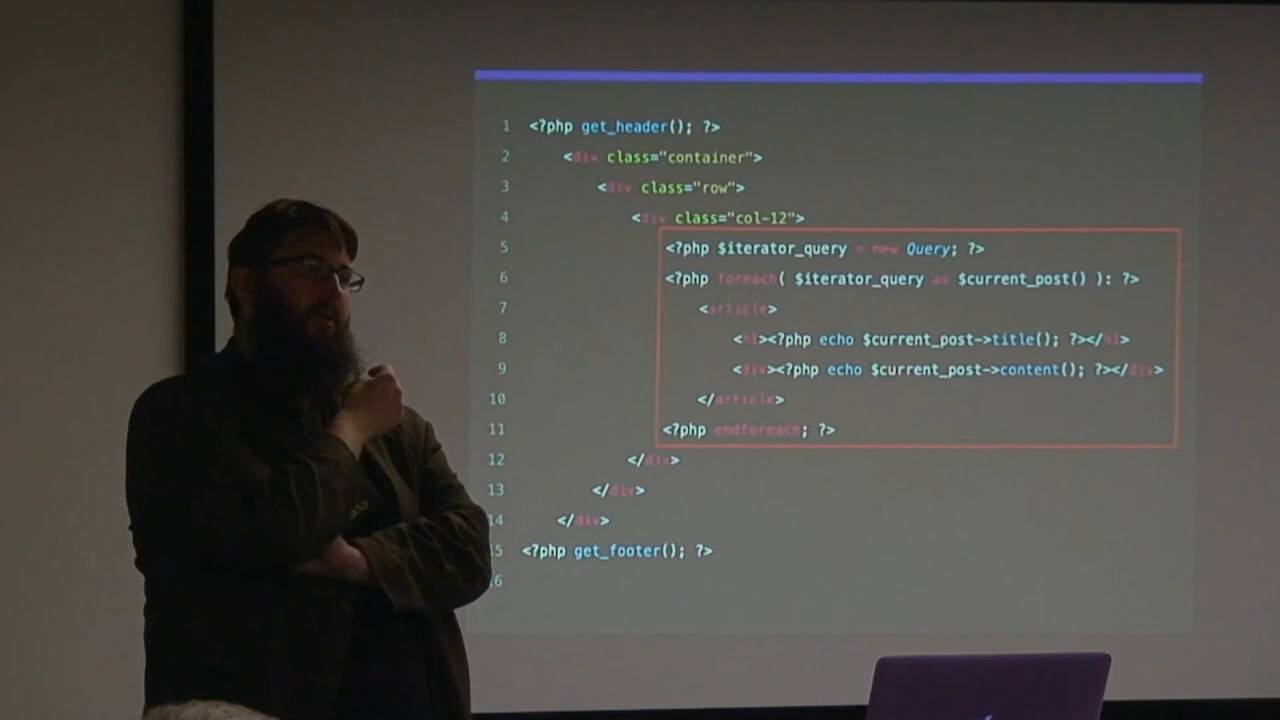 1 <?php get_header(); ?>
2 <div class="container">
3 <div class="row">
4 <div class="col-12">
5 <?php $iterator_query = new Query; ?>
6 <?php foreach( $iterator_query as $current_post() ): ?>
7 <article>
8 <h1><?php echo $current_post->title(); ?></h1>
9 <div><?php echo $current_post->content(); ?></div>
10 </article>
11 <?php endforeach; ?>
12 </div>
13 </div>
14 </div>
15 <?php get_footer(); ?>
16